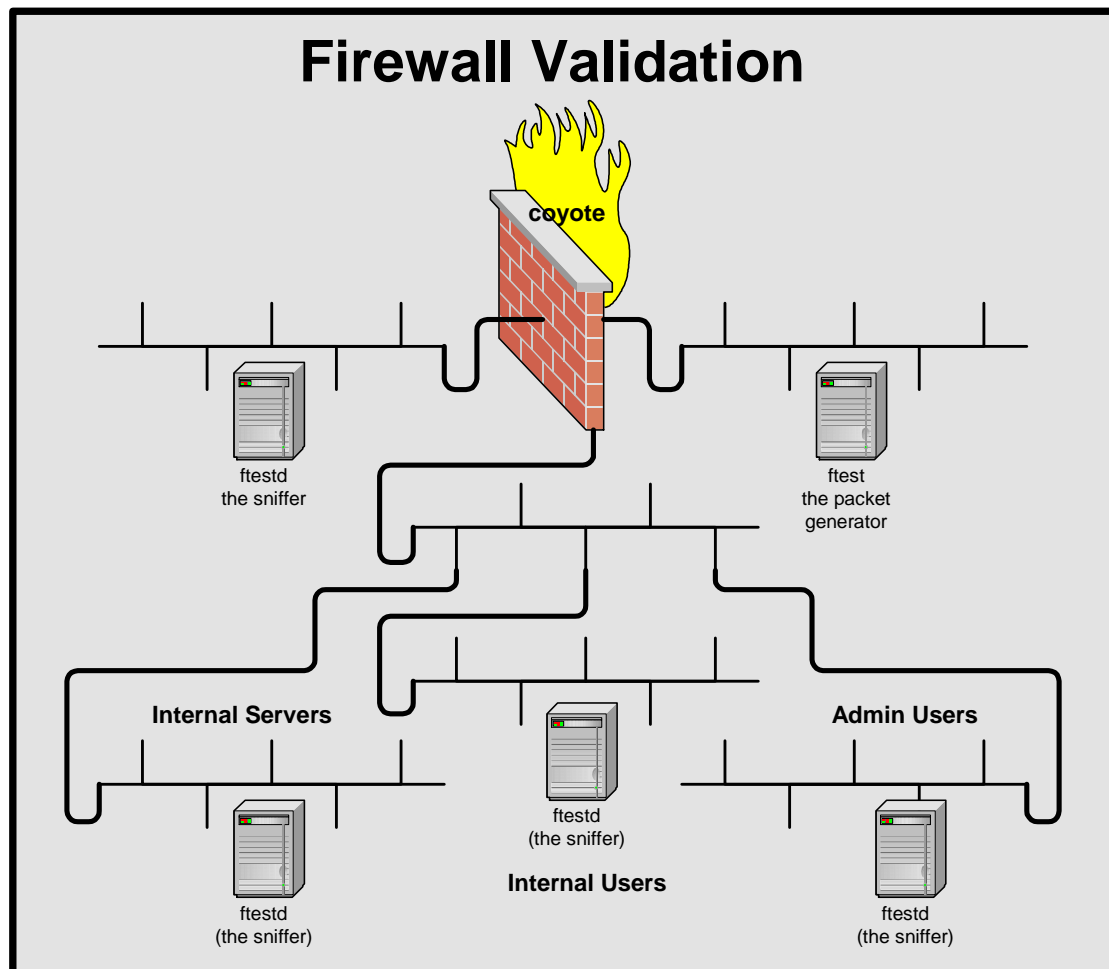 Firewall Validation
coyote
ftestd
the sniffer
ftest
the packet
generator
Internal Servers
Admin Users
ftestd
(the sniffer)
Internal Users
ftestd
(the sniffer)
ftestd
(the sniffer)